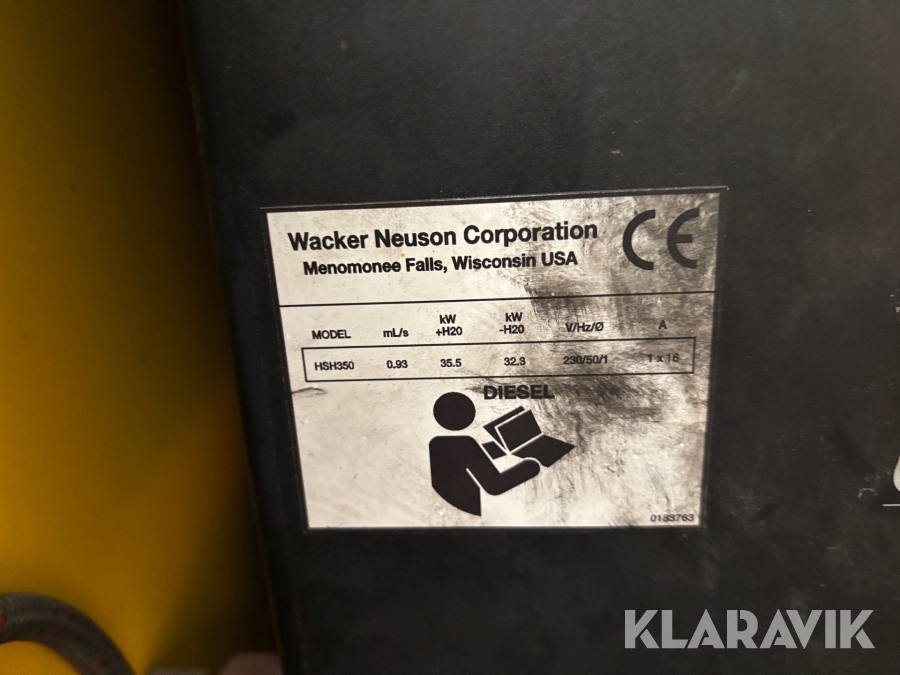 Wacker Neuson Corporation
Menomonee Falls, Wisconsin USA
CE
MODEL mL/s kW +H20 kW -H20 V/Hz/Ø A
HSH350 0.93 35.5 32.3 230/50/1 1 x 16
DIESEL
0183763
KLARAVIK